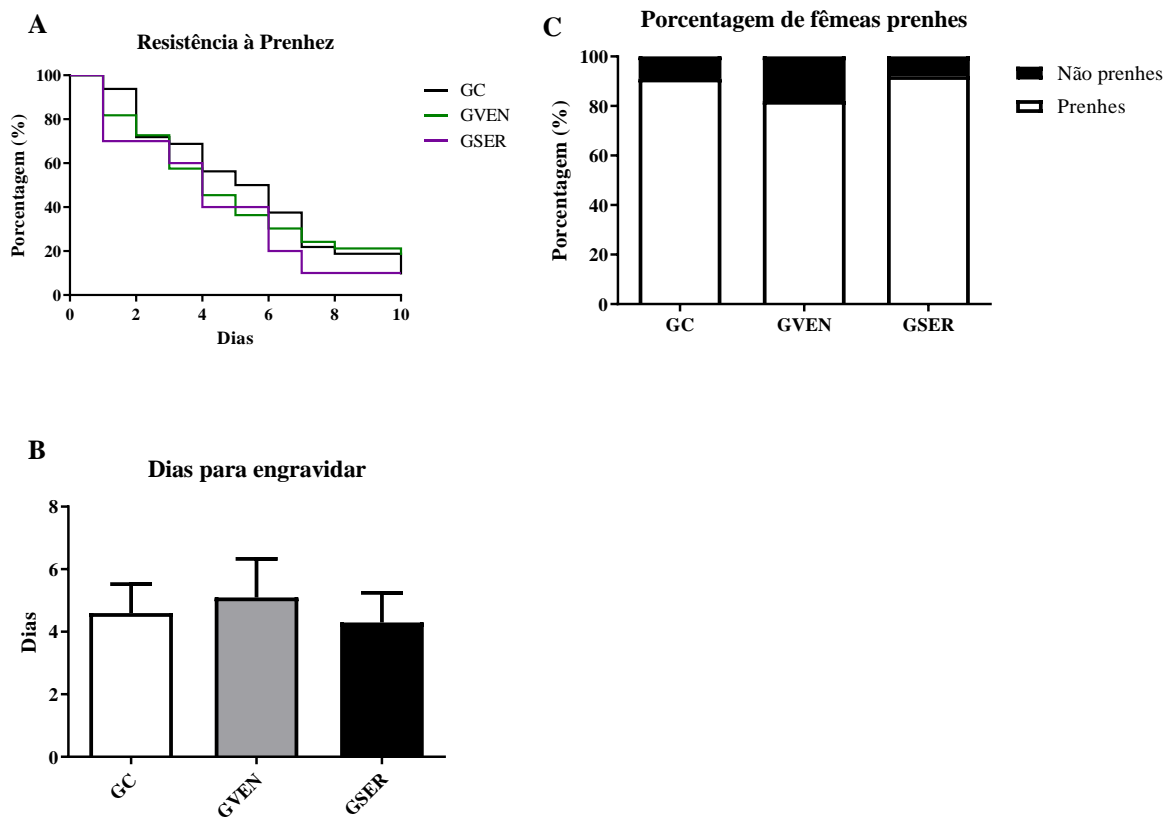 A
Resistência à Prenhez
Porcentagem (%)
100
80
60
40
20
0
0 2 4 6 8 10
Dias
GC
GVEN
GSER
C
Porcentagem de fêmeas prenhes
Porcentagem (%)
100
80
60
40
20
0
GC GVEN GSER
Não prenhes
Prenhes
B
Dias para engravidar
Dias
8
6
4
2
0
GC
GVEN
GSER